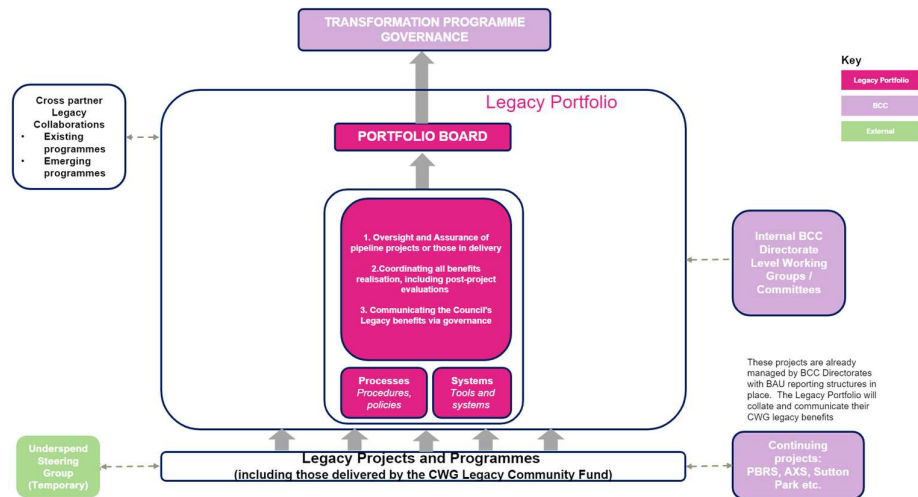 TRANSFORMATION PROGRAMME
GOVERNANCE
Key
Legacy Portfolio
BCC
External
Cross partner
Legacy
Collaborations
• Existing
programmes
• Emerging
programmes
Legacy Portfolio
PORTFOLIO BOARD
1. Oversight and Assurance of
pipeline projects or those in delivery
2.Coordinating all benefits
realisation, including post-project
evaluations
3. Communicating the Council's
Legacy benefits via governance
Internal BCC
Directorate
Level Working
Groups /
Committees
Processes
Procedures,
policies
Systems
Tools and
systems
These projects are already
managed by BCC Directorates
with BAU reporting structures in
place. The Legacy Portfolio will
collate and communicate their
CWG legacy benefits
Underspend
Steering
Group
(Temporary)
Legacy Projects and Programmes
(including those delivered by the CWG Legacy Community Fund)
Continuing
projects:
PBRS, AXS, Sutton
Park etc.